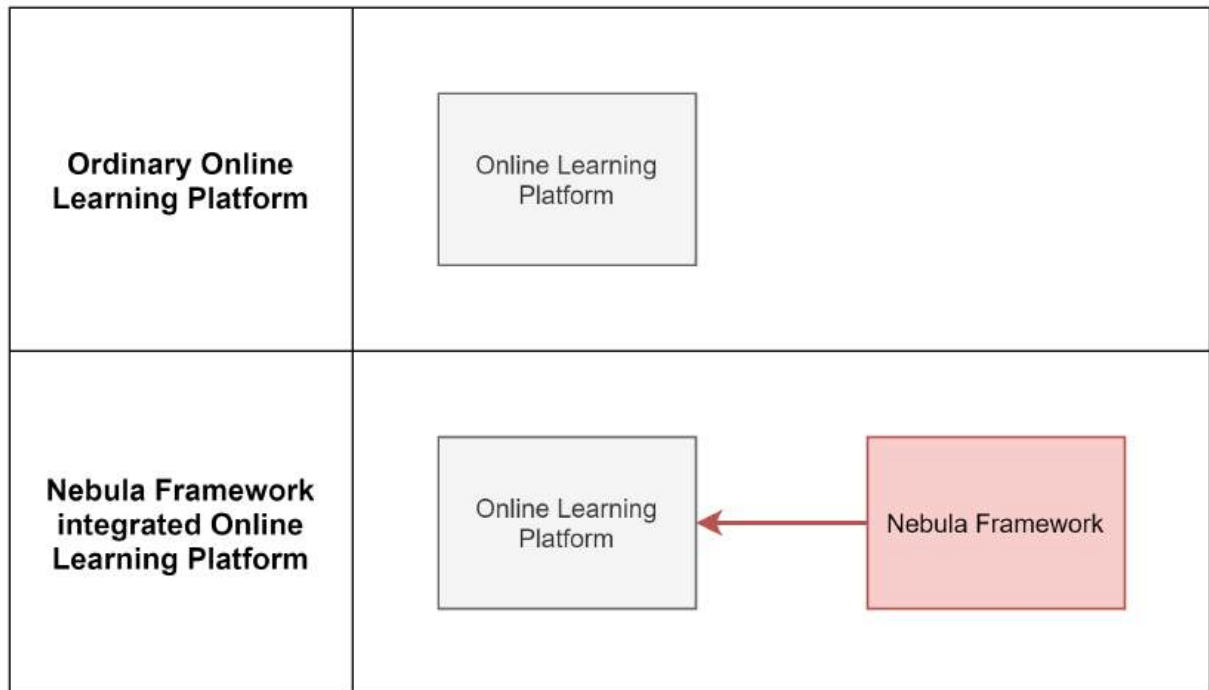 Ordinary Online
Learning Platform
Online Learning
Platform
Nebula Framework
integrated Online
Learning Platform
Online Learning
Platform
Nebula Framework